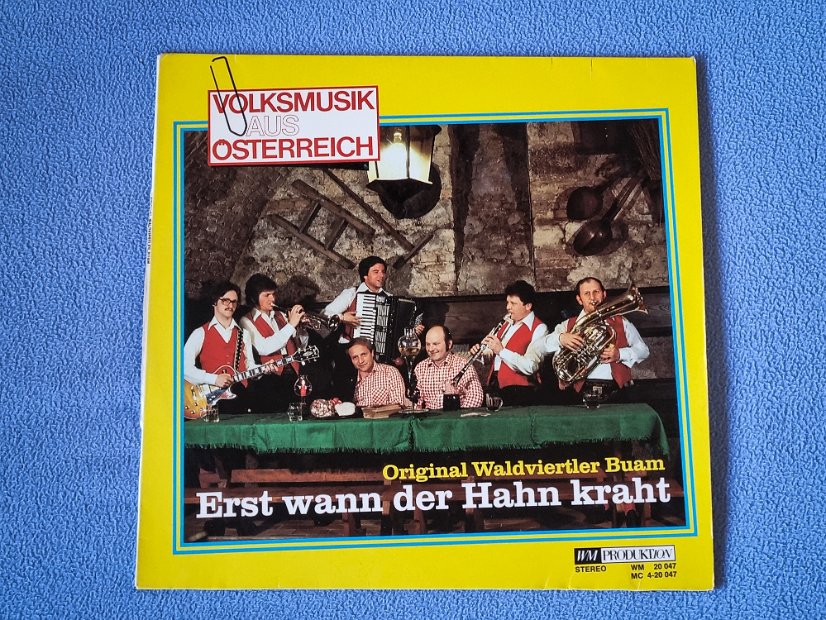 VOLKSMUSIK
AUS
ÖSTERREICH
Original Waldviertler Buam
Erst wann der Hahn kraht
WM PRODUKTION
STEREO WM 20 047
MC 4-20 047